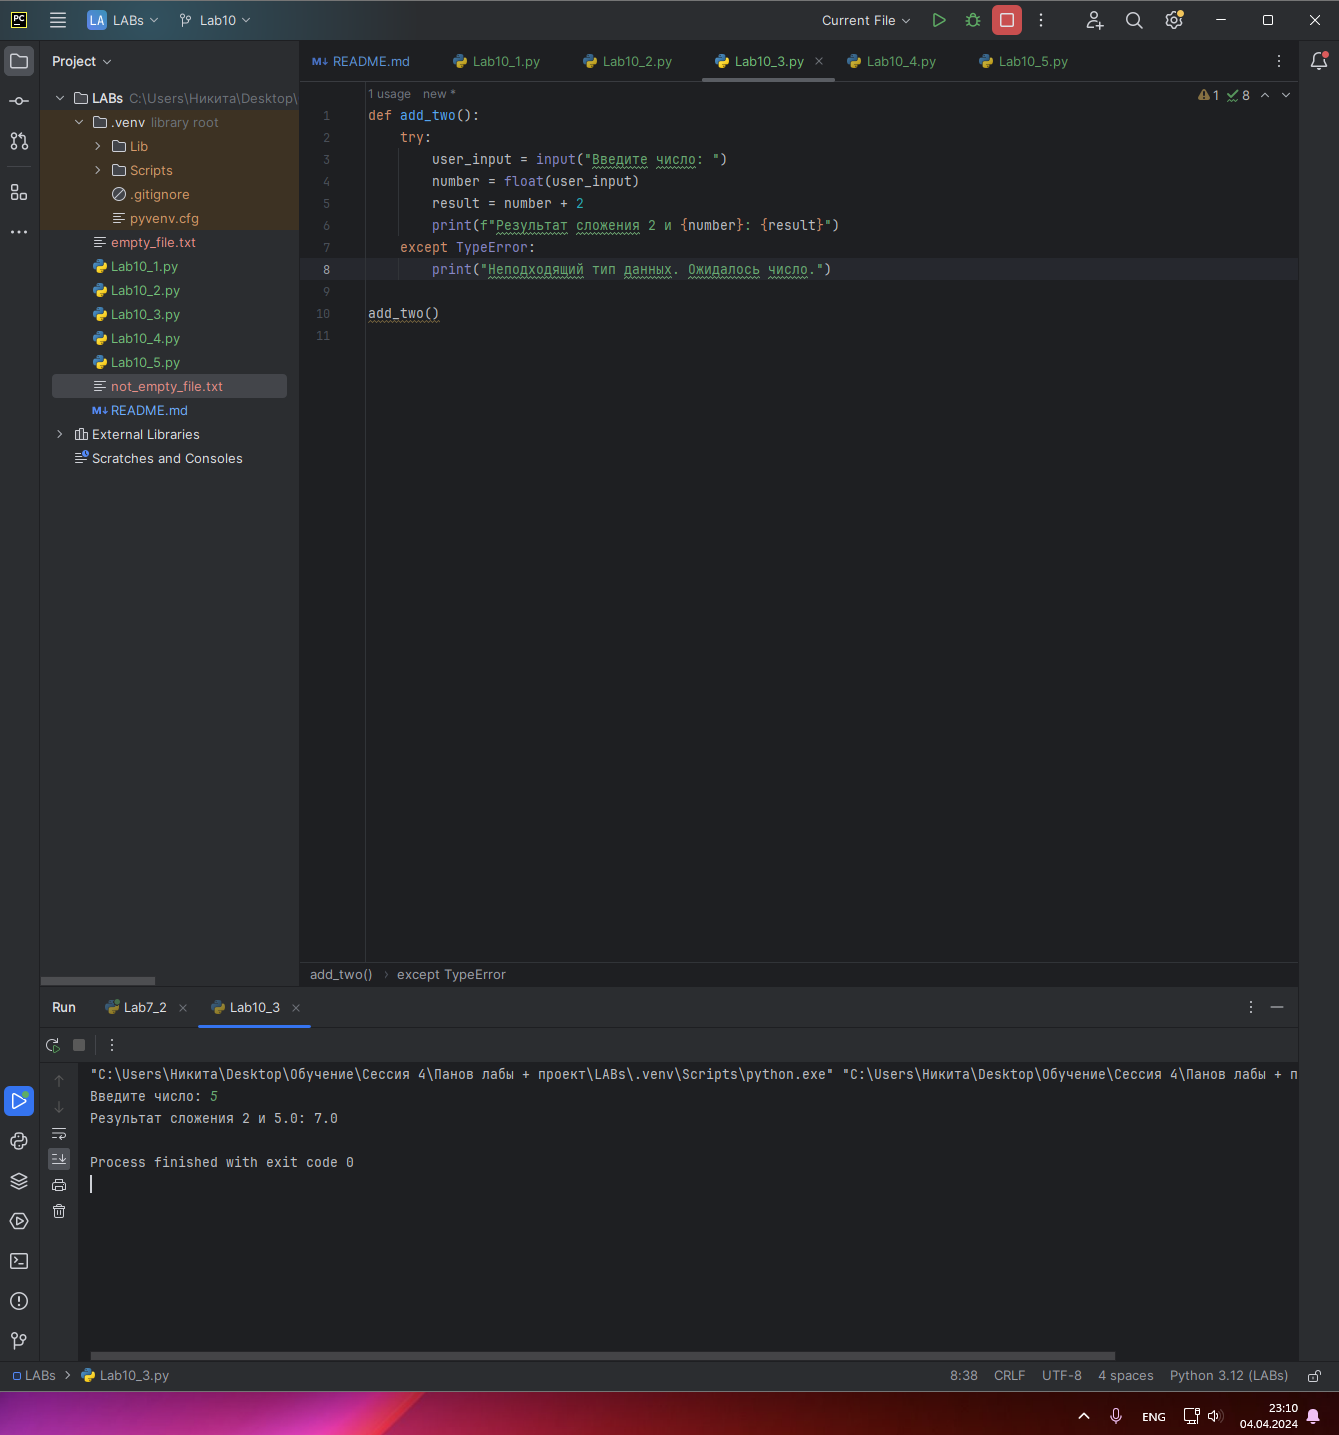 PC LA LABs Lab10 Current File
Project
README.md Lab10_1.py Lab10_2.py Lab10_3.py Lab10_4.py Lab10_5.py
LABs C:\Users\Никита\Desktop\
.venv library root
Lib
Scripts
.gitignore
pyvenv.cfg
empty_file.txt
Lab10_1.py
Lab10_2.py
Lab10_3.py
Lab10_4.py
Lab10_5.py
not_empty_file.txt
M↓ README.md
External Libraries
Scratches and Consoles
1 usage new *
1 8
1 def add_two():
2 try:
3 user_input = input("Введите число: ")
4 number = float(user_input)
5 result = number + 2
6 print(f"Результат сложения 2 и {number}: {result}")
7 except TypeError:
8 print("Неподходящий тип данных. Ожидалось число.")
9
10 add_two()
11
add_two() › except TypeError
Run Lab7_2 Lab10_3
"C:\Users\Никита\Desktop\Обучение\Сессия 4\Панов лабы + проект\LABs\.venv\Scripts\python.exe" "C:\Users\Никита\Desktop\Обучение\Сессия 4\Панов лабы + п
Введите число: 5
Результат сложения 2 и 5.0: 7.0
Process finished with exit code 0
LABs > Lab10_3.py 8:38 CRLF UTF-8 4 spaces Python 3.12 (LABs)
ENG 23:10
04.04.2024